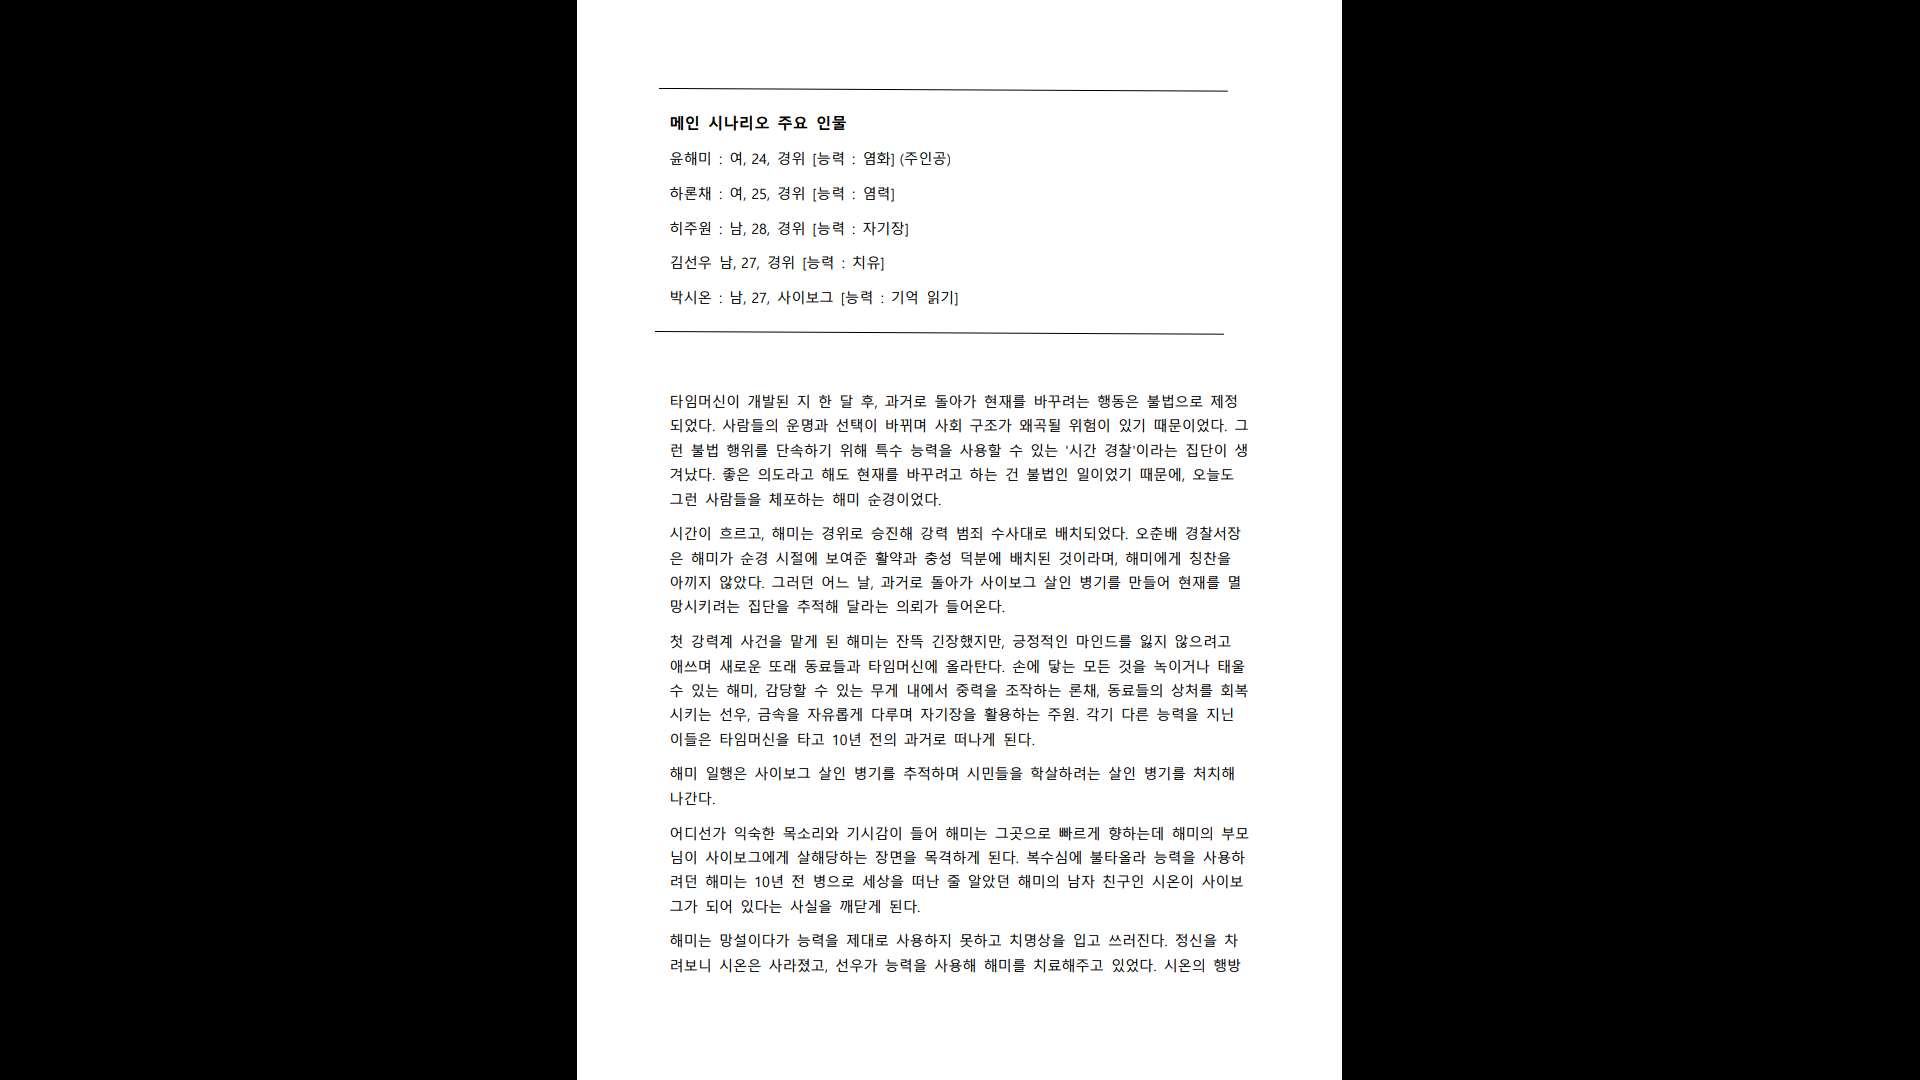 메인 시나리오 주요 인물
윤해미 : 여, 24, 경위 [능력 : 염화] (주인공)
하론채 : 여, 25, 경위 [능력 : 염력]
히주원 : 남, 28, 경위 [능력 : 자기장]
김선우 남, 27, 경위 [능력 : 치유]
박시온 : 남, 27, 사이보그 [능력 : 기억 읽기]
타임머신이 개발된 지 한 달 후, 과거로 돌아가 현재를 바꾸려는 행동은 불법으로 제정
되었다. 사람들의 운명과 선택이 바뀌며 사회 구조가 왜곡될 위험이 있기 때문이었다. 그
런 불법 행위를 단속하기 위해 특수 능력을 사용할 수 있는 '시간 경찰'이라는 집단이 생
겨났다. 좋은 의도라고 해도 현재를 바꾸려고 하는 건 불법인 일이었기 때문에, 오늘도
그런 사람들을 체포하는 해미 순경이었다.
시간이 흐르고, 해미는 경위로 승진해 강력 범죄 수사대로 배치되었다. 오춘배 경찰서장
은 해미가 순경 시절에 보여준 활약과 충성 덕분에 배치된 것이라며, 해미에게 칭찬을
아끼지 않았다. 그러던 어느 날, 과거로 돌아가 사이보그 살인 병기를 만들어 현재를 멸
망시키려는 집단을 추적해 달라는 의뢰가 들어온다.
첫 강력계 사건을 맡게 된 해미는 잔뜩 긴장했지만, 긍정적인 마인드를 잃지 않으려고
애쓰며 새로운 또래 동료들과 타임머신에 올라탄다. 손에 닿는 모든 것을 녹이거나 태울
수 있는 해미, 감당할 수 있는 무게 내에서 중력을 조작하는 론채, 동료들의 상처를 회복
시키는 선우, 금속을 자유롭게 다루며 자기장을 활용하는 주원. 각기 다른 능력을 지닌
이들은 타임머신을 타고 10년 전의 과거로 떠나게 된다.
해미 일행은 사이보그 살인 병기를 추적하며 시민들을 학살하려는 살인 병기를 처치해
나간다.
어디선가 익숙한 목소리와 기시감이 들어 해미는 그곳으로 빠르게 향하는데 해미의 부모
님이 사이보그에게 살해당하는 장면을 목격하게 된다. 복수심에 불타올라 능력을 사용하
려던 해미는 10년 전 병으로 세상을 떠난 줄 알았던 해미의 남자 친구인 시온이 사이보
그가 되어 있다는 사실을 깨닫게 된다.
해미는 망설이다가 능력을 제대로 사용하지 못하고 치명상을 입고 쓰러진다. 정신을 차
려보니 시온은 사라졌고, 선우가 능력을 사용해 해미를 치료해주고 있었다. 시온의 행방